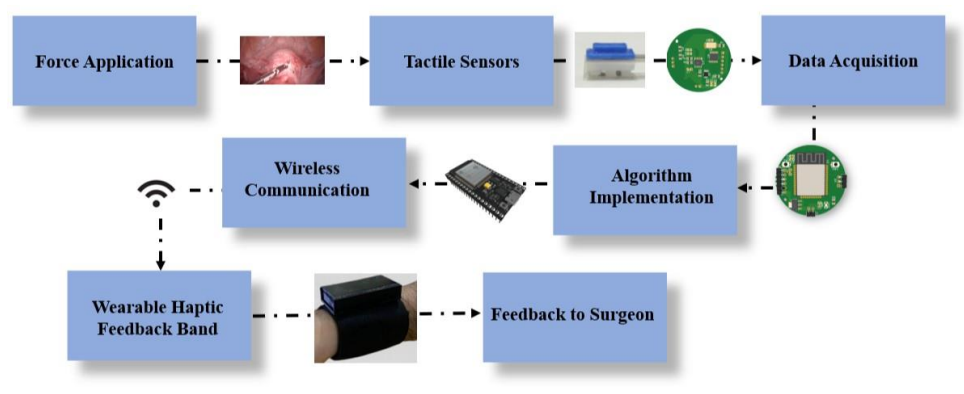 Force Application
Tactile Sensors
Data Acquisition
Wireless
Communication
Algorithm
Implementation
Wearable Haptic
Feedback Band
Feedback to Surgeon